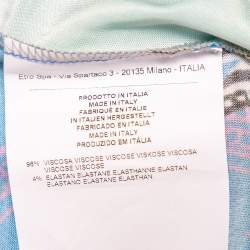 Etro Spa - Via Spartaco 3 - 20135 Milano - ITALIA
PRODOTTO IN ITALIA
MADE IN ITALY
FABRIQUE EN ITALIE
IN ITALIEN HERGESTELLT
FABRICADO EN ITALIA
MADE IN ITALY
PRODUZIDO EM ITÁLIA
96% VISCOSA VISCOSE VISCOSE VISKOSE VISCOSA
VISCOSE VISCOSE
4% ELASTAN ELASTANE ELASTHANNE ELASTAN
ELASTANO ELASTANE ELASTHAN